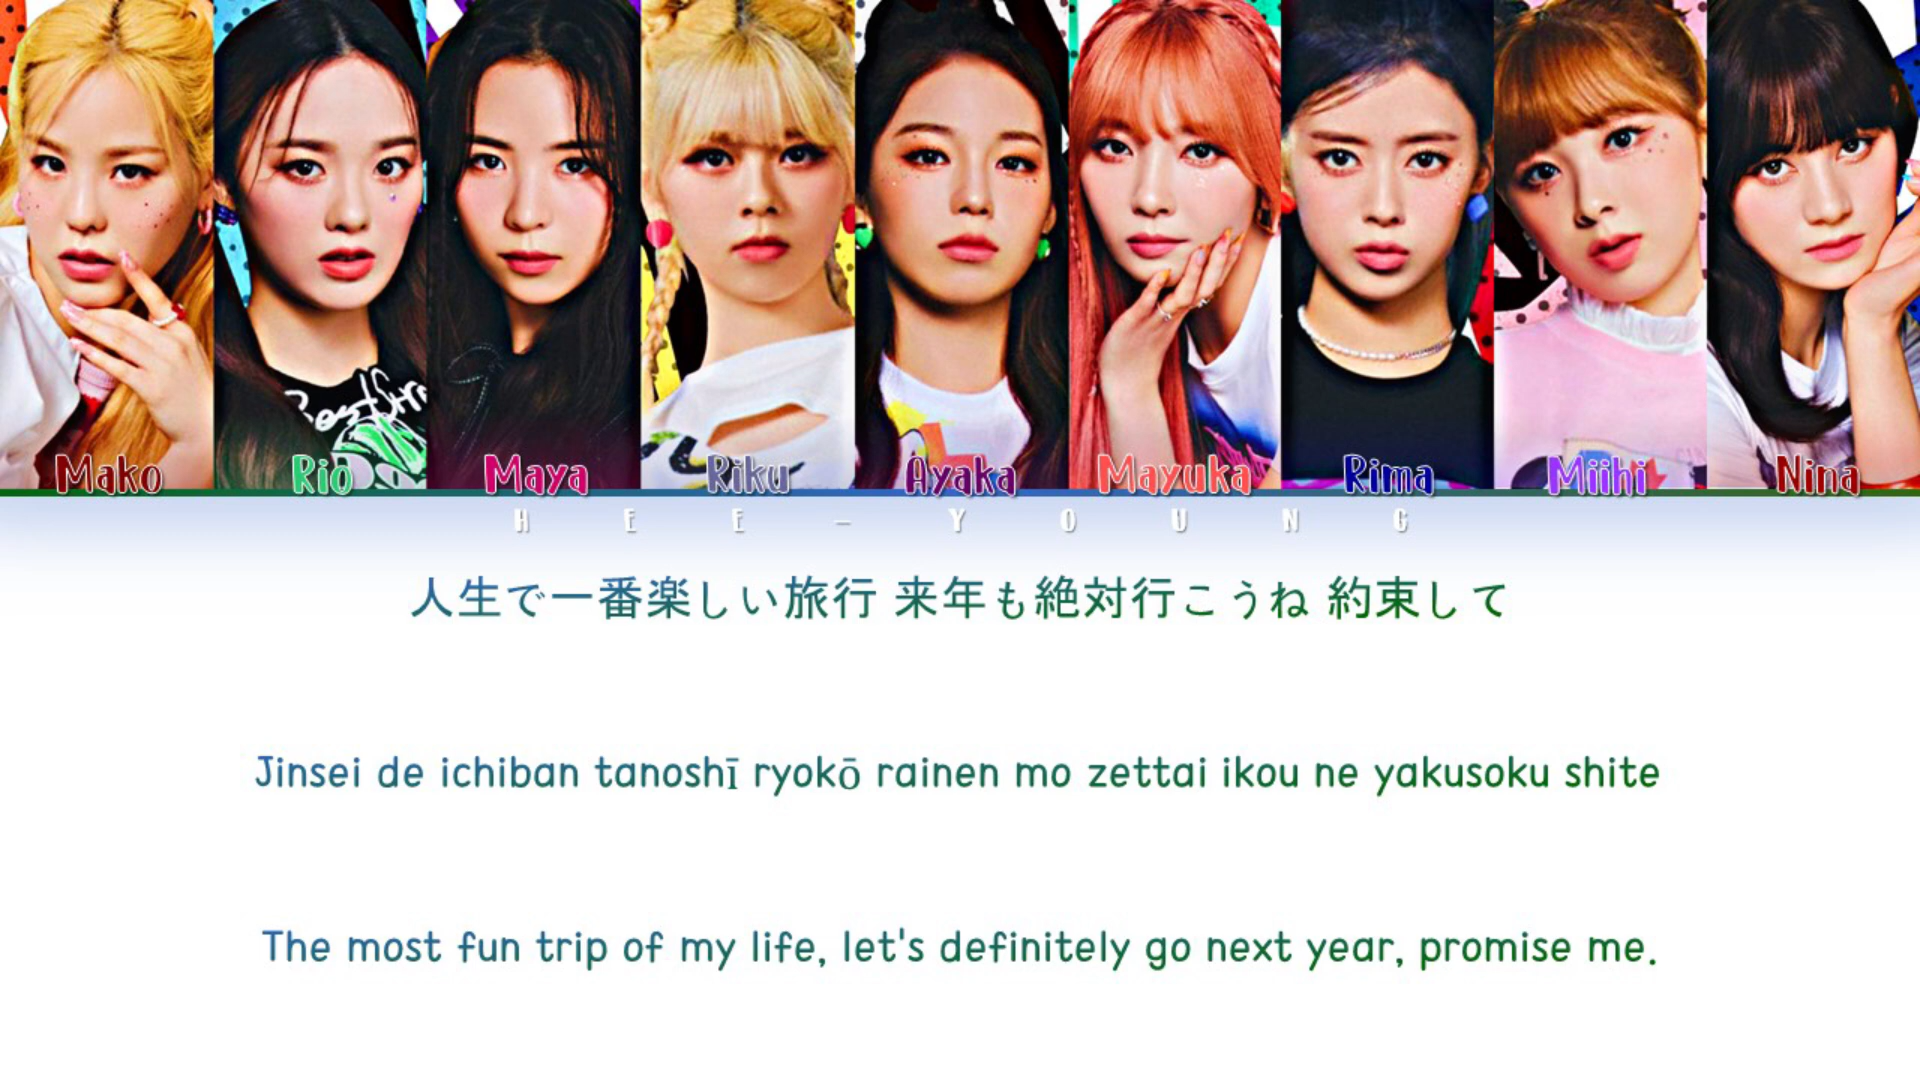 Mako Rio Maya Riku Ayaka Mayuka Rima Miihi Nina
HEE-YOUNG
人生で一番楽しい旅行 来年も絶対行こうね 約束して
Jinsei de ichiban tanoshī ryokō rainen mo zettai ikou ne yakusoku shite
The most fun trip of my life, let's definitely go next year, promise me.